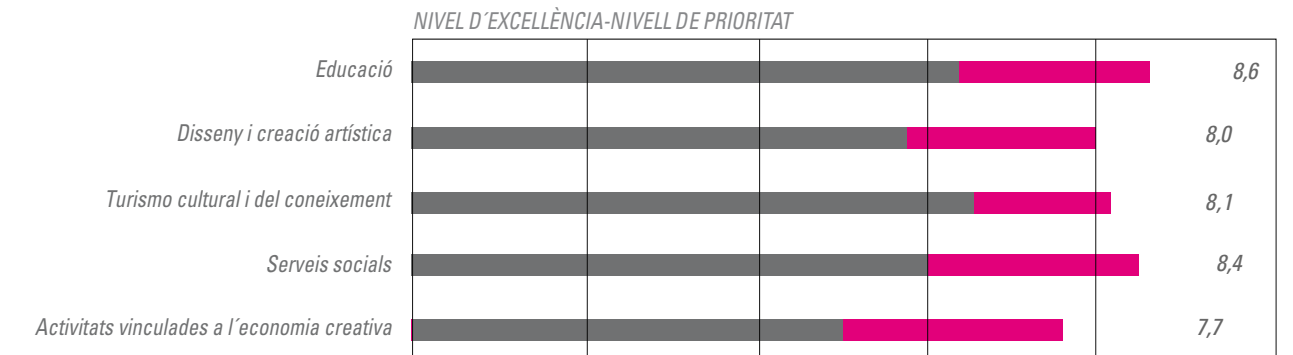 NIVEL D´EXCELLÈNCIA-NIVELL DE PRIORITAT
Educació 8,6
Disseny i creació artística 8,0
Turismo cultural i del coneixement 8,1
Serveis socials 8,4
Activitats vinculades a l´economia creativa 7,7